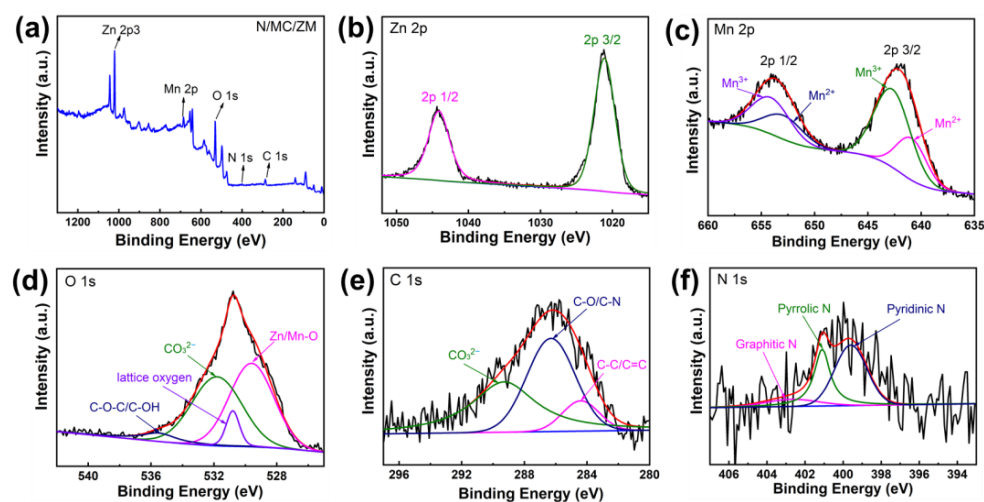 (a)
N/MC/ZM
Zn 2p3
Mn 2p
O 1s
N 1s
C 1s
Intensity (a.u.)
1200 1000 800 600 400 200 0
Binding Energy (eV)
(b)
Zn 2p
2p 3/2
2p 1/2
Intensity (a.u.)
1050 1040 1030 1020
Binding Energy (eV)
(c)
Mn 2p
2p 1/2
2p 3/2
Mn³⁺
Mn²⁺
Mn³⁺
Mn²⁺
Intensity (a.u.)
660 655 650 645 640 635
Binding Energy (eV)
(d)
O 1s
Zn/Mn-O
CO₃²⁻
lattice oxygen
C-O-C/C-OH
Intensity (a.u.)
540 536 532 528
Binding Energy (eV)
(e)
C 1s
C-O/C-N
CO₃²⁻
C-C/C=C
Intensity (a.u.)
296 292 288 284 280
Binding Energy (eV)
(f)
N 1s
Pyrrolic N
Pyridinic N
Graphitic N
Intensity (a.u.)
406 404 402 400 398 396 394
Binding Energy (eV)